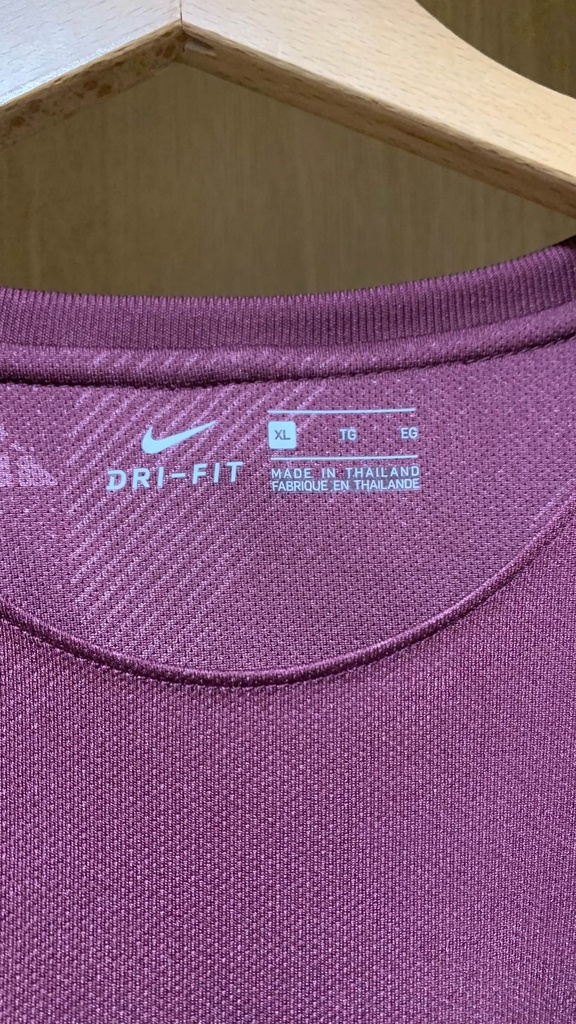 DRI-FIT
XL TG EG
MADE IN THAILAND
FABRIQUE EN THAILANDE